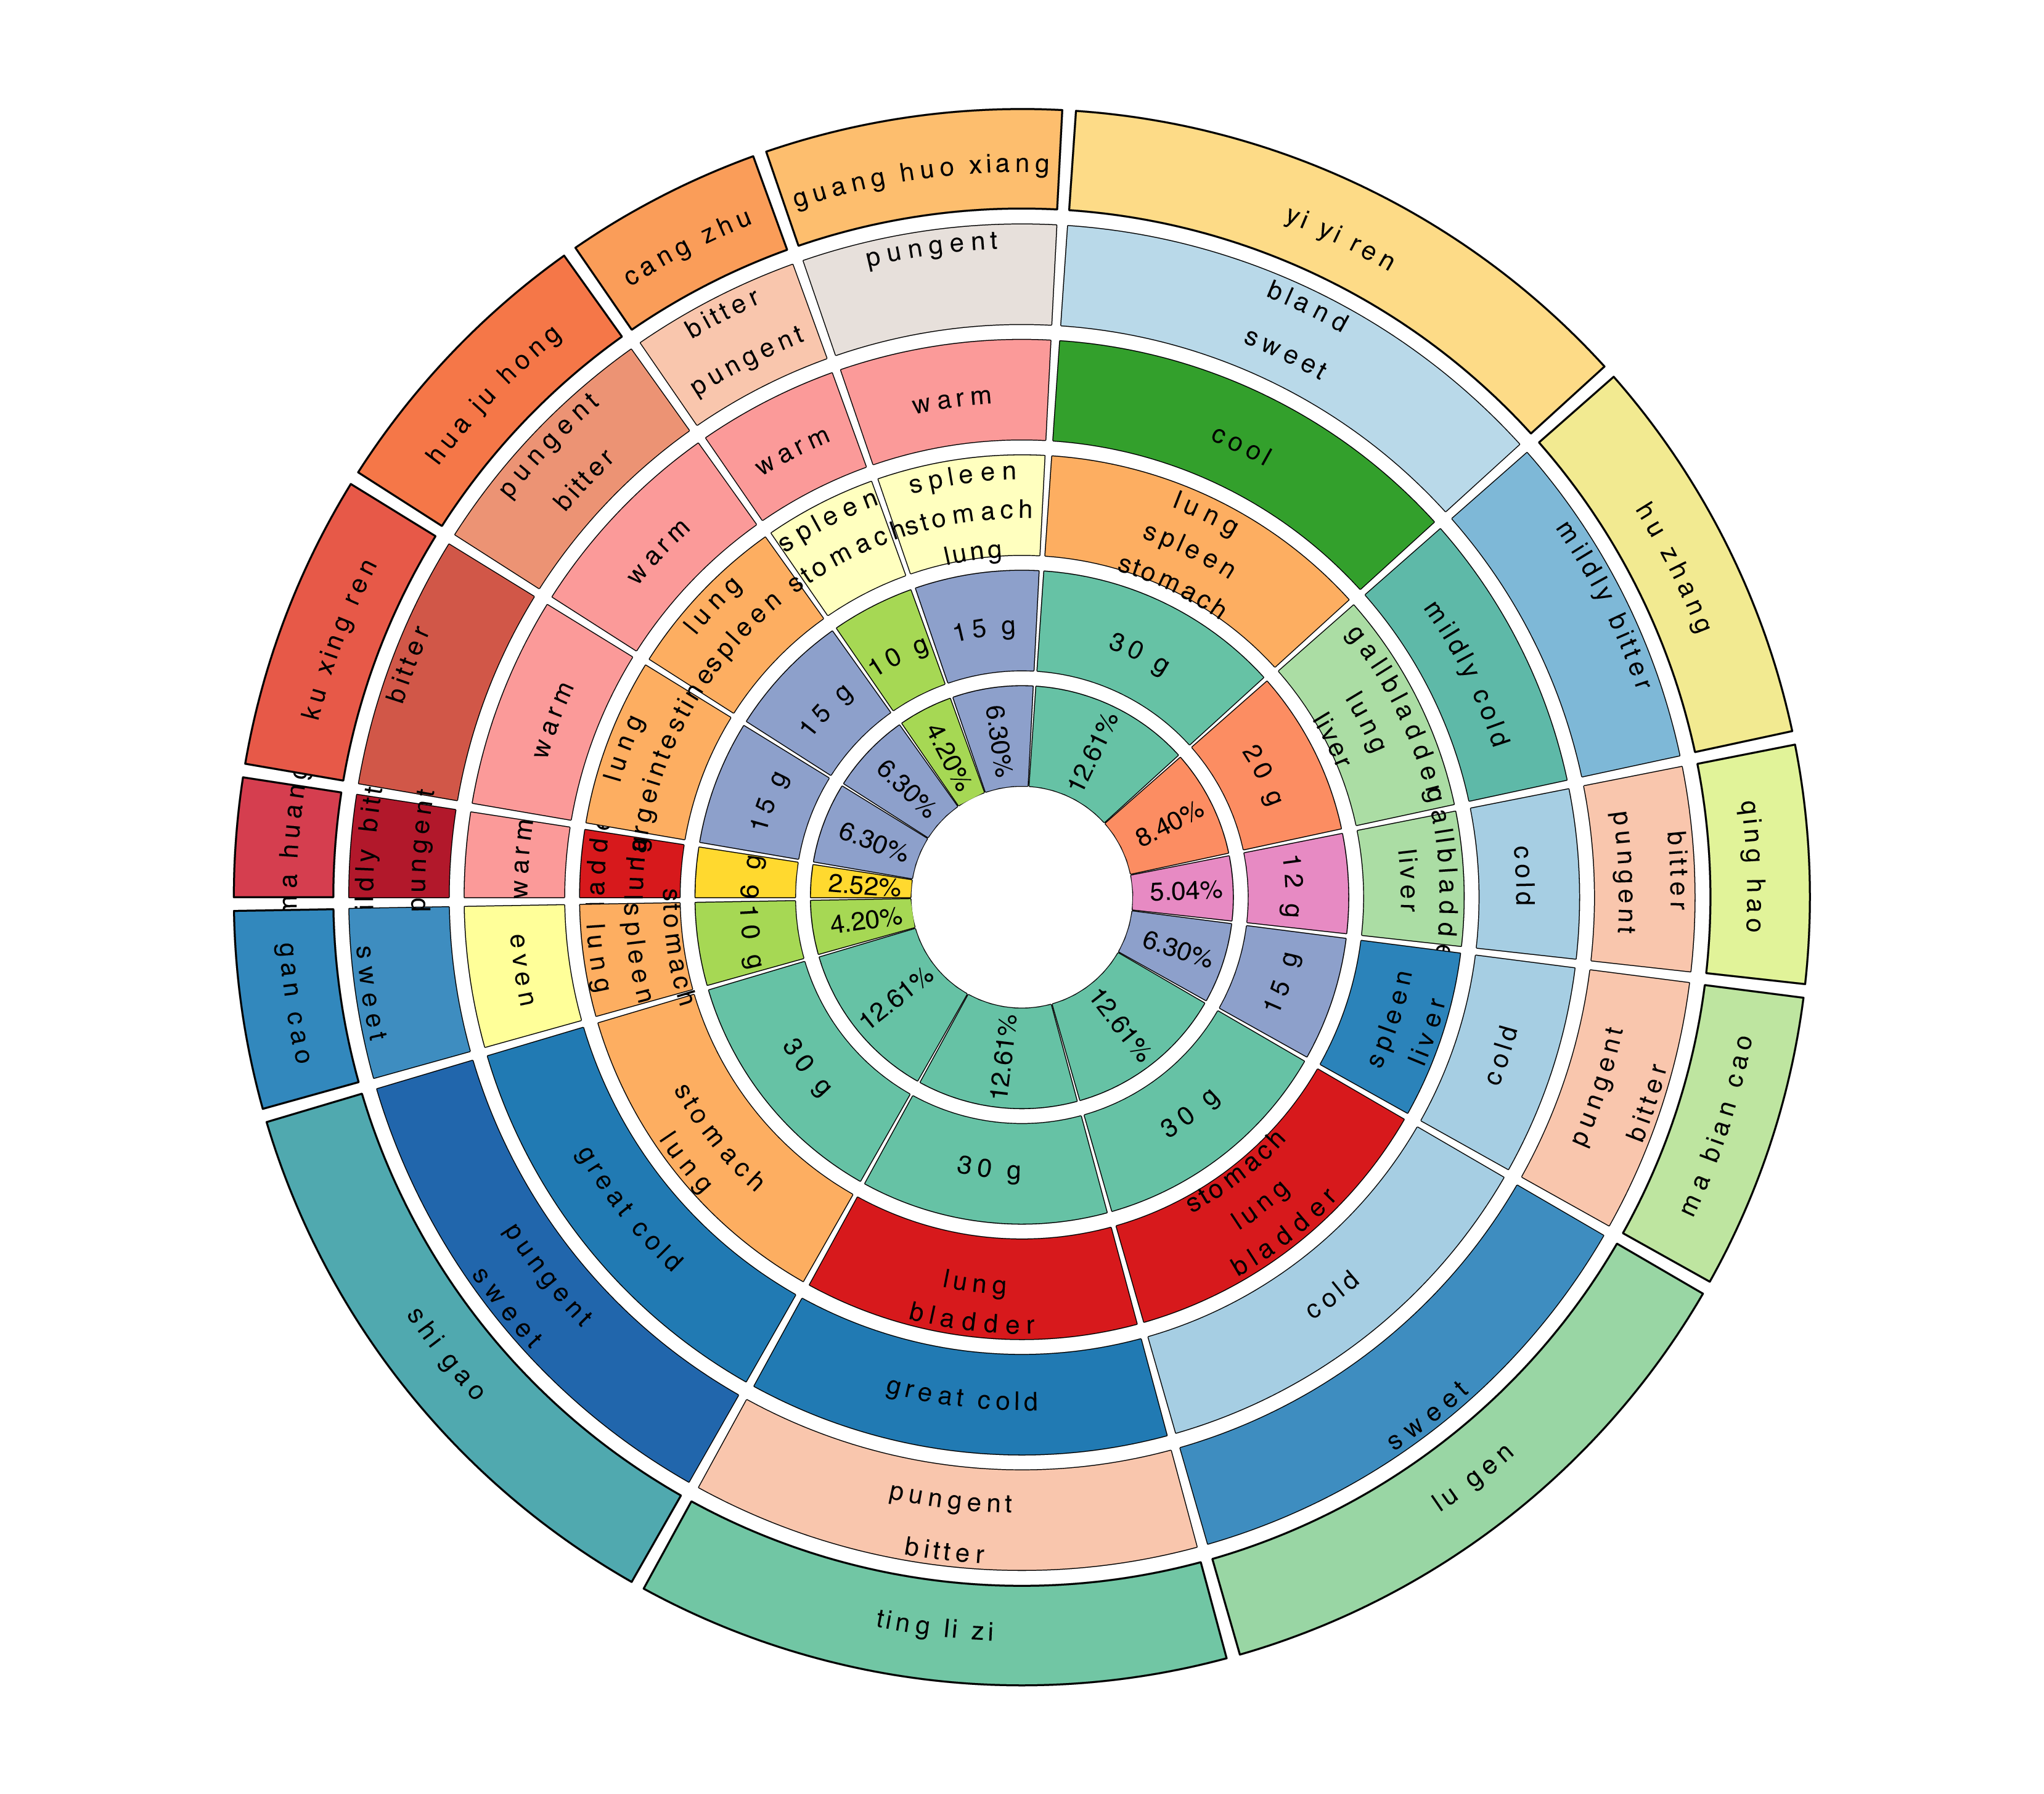 guang huo xiang
yi yi ren
hu zhang
qing hao
ma bian cao
lu gen
ting li zi
shi gao
gan cao
ma huang
ku xing ren
hua ju hong
cang zhu
pungent
bland
sweet
mildly bitter
bitter
pungent
pungent
bitter
sweet
pungent
bitter
pungent
sweet
sweet
pungent
bitter
pungent
bitter
bitter
pungent
warm
cool
mildly cold
cold
cold
cold
great cold
great cold
even
warm
warm
warm
warm
spleen
stomach
lung
lung
spleen
stomach
gallbladder
lung
liver
liver
spleen
liver
stomach
lung
bladder
lung
bladder
stomach
lung
stomach
spleen
lung
lung
lung
spleen
spleen
stomach
15 g
30 g
20 g
12 g
15 g
30 g
30 g
30 g
10 g
6 g
15 g
15 g
10 g
6.30%
12.61%
8.40%
5.04%
6.30%
12.61%
12.61%
12.61%
4.20%
2.52%
6.30%
6.30%
4.20%